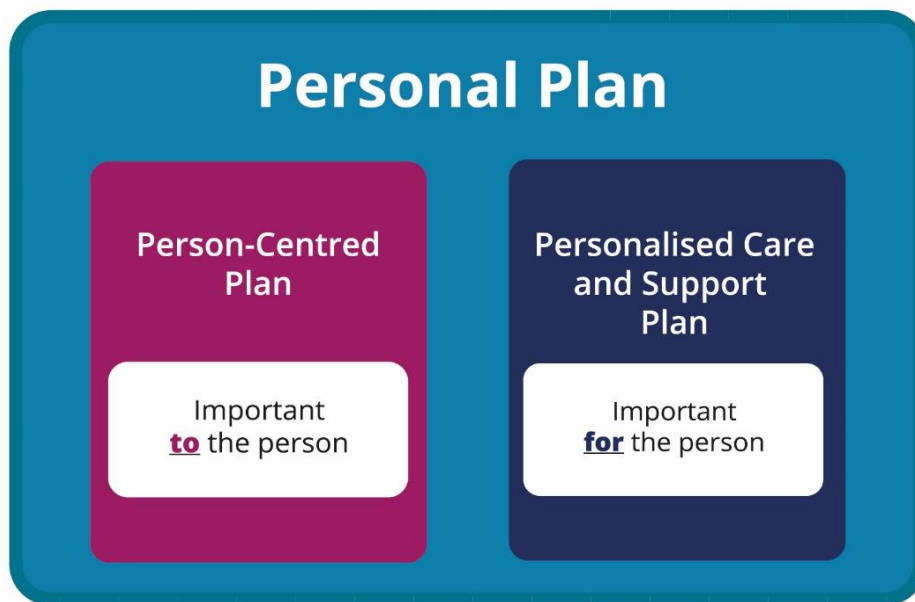 Personal Plan
Person-Centred
Plan
Important
to the person
Personalised Care
and Support
Plan
Important
for the person